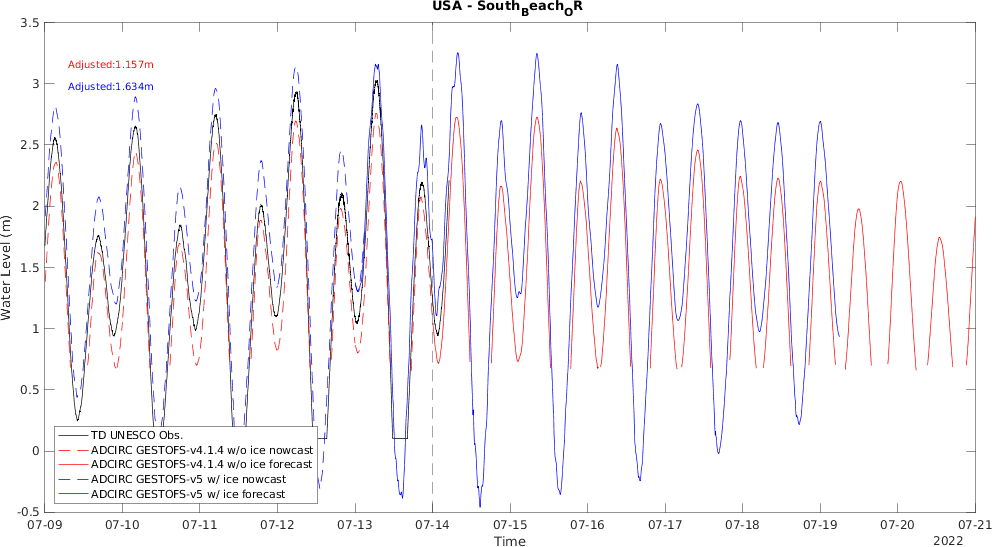 USA - SouthBeachOR
3.5
3
2.5
2
1.5
1
0.5
0
-0.5
Water Level (m)
Adjusted:1.157m
Adjusted:1.634m
TD UNESCO Obs.
ADCIRC GESTOFS-v4.1.4 w/o ice nowcast
ADCIRC GESTOFS-v4.1.4 w/o ice forecast
ADCIRC GESTOFS-v5 w/ ice nowcast
ADCIRC GESTOFS-v5 w/ ice forecast
07-09 07-10 07-11 07-12 07-13 07-14 07-15 07-16 07-17 07-18 07-19 07-20 07-21
Time
2022